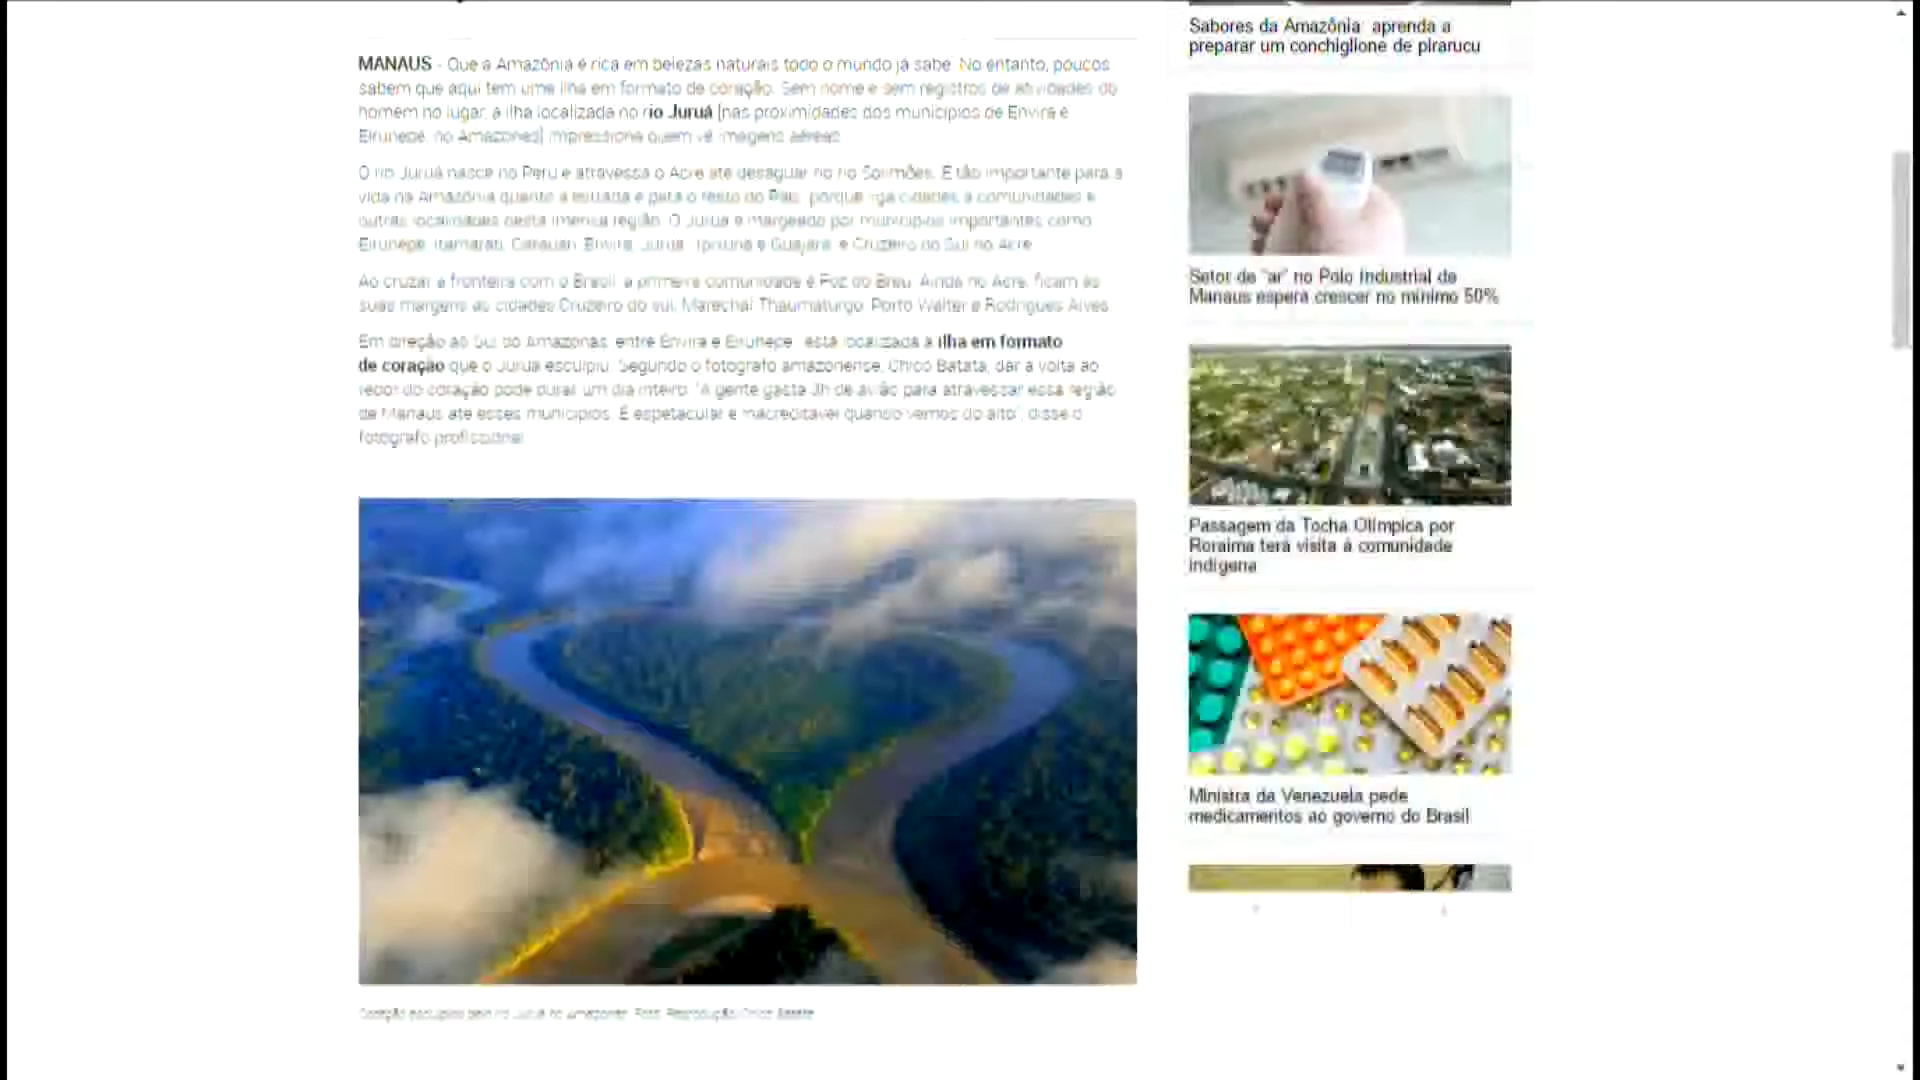 MANAUS - Que a Amazônia é rica em belezas naturais todo o mundo já sabe. No entanto, poucos
sabem que aqui tem uma ilha em formato de coração. Sem nome e sem registros de atividades do
homem no lugar, a ilha localizada no rio Juruá [nas proximidades dos municípios de Envira e
Eirunepé, no Amazonas] impressiona quem vê imagens aéreas.
O rio Juruá nasce no Peru e atravessa o Acre até desaguar no rio Solimões. É tão importante para a
vida na Amazônia quanto a estrada é para o resto do País, porque liga cidades a comunidades e
outras localidades desta imensa região. O Juruá é margeado por municípios importantes como
Eirunepé, Itamarati, Carauari, Envira, Juruá, Ipixuna e Guajará, e Cruzeiro do Sul no Acre.
Ao cruzar a fronteira com o Brasil, a primeira comunidade é Foz do Breu. Ainda no Acre, ficam às
suas margens as cidades Cruzeiro do sul, Marechal Thaumaturgo, Porto Walter e Rodrigues Alves.
Em direção ao Sul do Amazonas, entre Envira e Eirunepé, está localizada a ilha em formato
de coração que o Juruá esculpiu. Segundo o fotógrafo amazonense, Chico Batata, dar a volta ao
redor do coração pode durar um dia inteiro. "A gente gasta 3h de avião para atravessar essa região
de Manaus até esses municípios. É espetacular e inacreditável quando vemos do alto", disse o
fotógrafo profissional.
Coração esculpido pelo rio Juruá no Amazonas. Foto: Reprodução/Chico Batata
Sabores da Amazônia: aprenda a
preparar um conchiglione de pirarucu
Setor de "ar" no Polo Industrial de
Manaus espera crescer no mínimo 50%
Passagem da Tocha Olímpica por
Roraima terá visita à comunidade
indígena
Ministra da Venezuela pede
medicamentos ao governo do Brasil